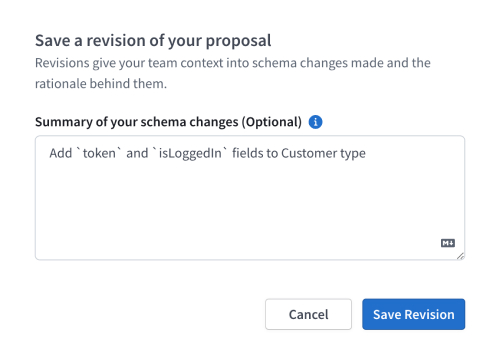 Save a revision of your proposal
Revisions give your team context into schema changes made and the
rationale behind them.
Summary of your schema changes (Optional) i
Add `token` and `isLoggedIn` fields to Customer type
M↓
Cancel
Save Revision